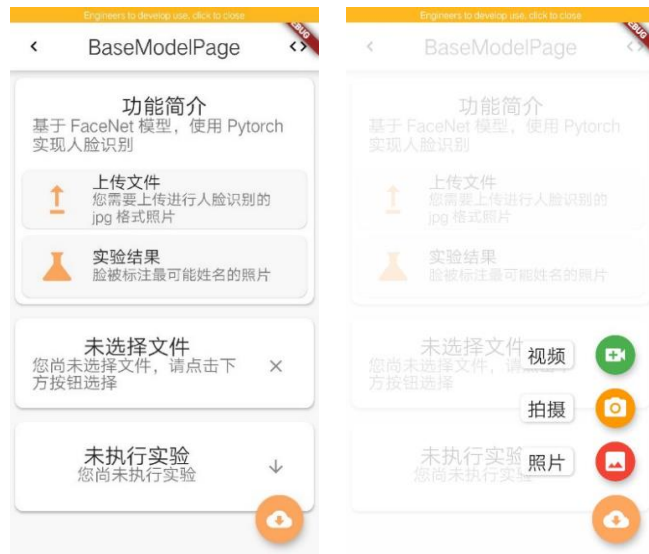 Engineers to develop use, click to close
BaseModelPage
功能简介
基于 FaceNet 模型，使用 Pytorch
实现人脸识别
上传文件
您需要上传进行人脸识别的
jpg 格式照片
实验结果
脸被标注最可能姓名的照片
未选择文件
您尚未选择文件，请点击下
方按钮选择
未执行实验
您尚未执行实验
Engineers to develop use, click to close
BaseModelPage
功能简介
基于 FaceNet 模型，使用 Pytorch
实现人脸识别
上传文件
您需要上传进行人脸识别的
jpg 格式照片
实验结果
脸被标注最可能姓名的照片
未选择文件
视频
您尚未选择文件，请
方按钮选择
拍摄
未执行实验
照片
您尚未执行实验